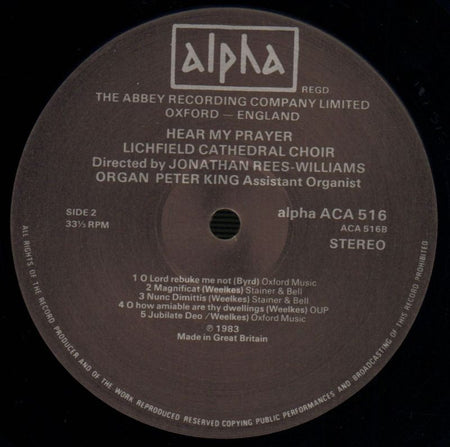 alpha
REGD
THE ABBEY RECORDING COMPANY LIMITED
OXFORD — ENGLAND
HEAR MY PRAYER
LICHFIELD CATHEDRAL CHOIR
Directed by JONATHAN REES-WILLIAMS
ORGAN PETER KING Assistant Organist
SIDE 2
33⅓ RPM
alpha ACA 516
ACA 516B
STEREO
1 O Lord rebuke me not (Byrd) Oxford Music
2 Magnificat (Weelkes) Stainer & Bell
3 Nunc Dimittis (Weelkes) Stainer & Bell
4 O how amiable are thy dwellings (Weelkes) OUP
5 Jubilate Deo (Weelkes) Oxford Music
℗ 1983
Made in Great Britain
ALL RIGHTS OF THE RECORD PRODUCER AND OF THE WORK REPRODUCED RESERVED COPYING PUBLIC PERFORMANCES AND BROADCASTING OF THIS RECORD PROHIBITED